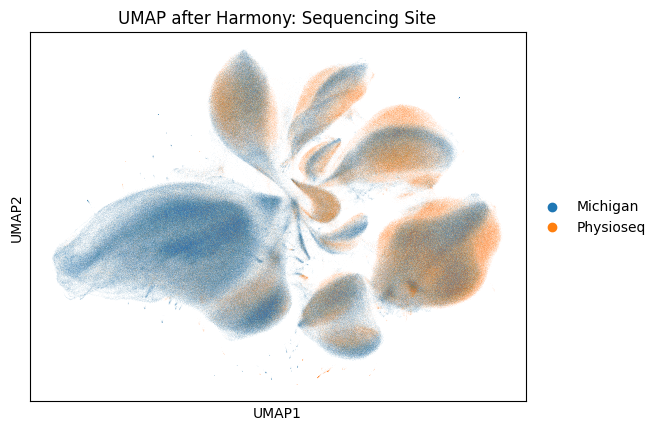 UMAP after Harmony: Sequencing Site
UMAP2
Michigan
Physioseq
UMAP1